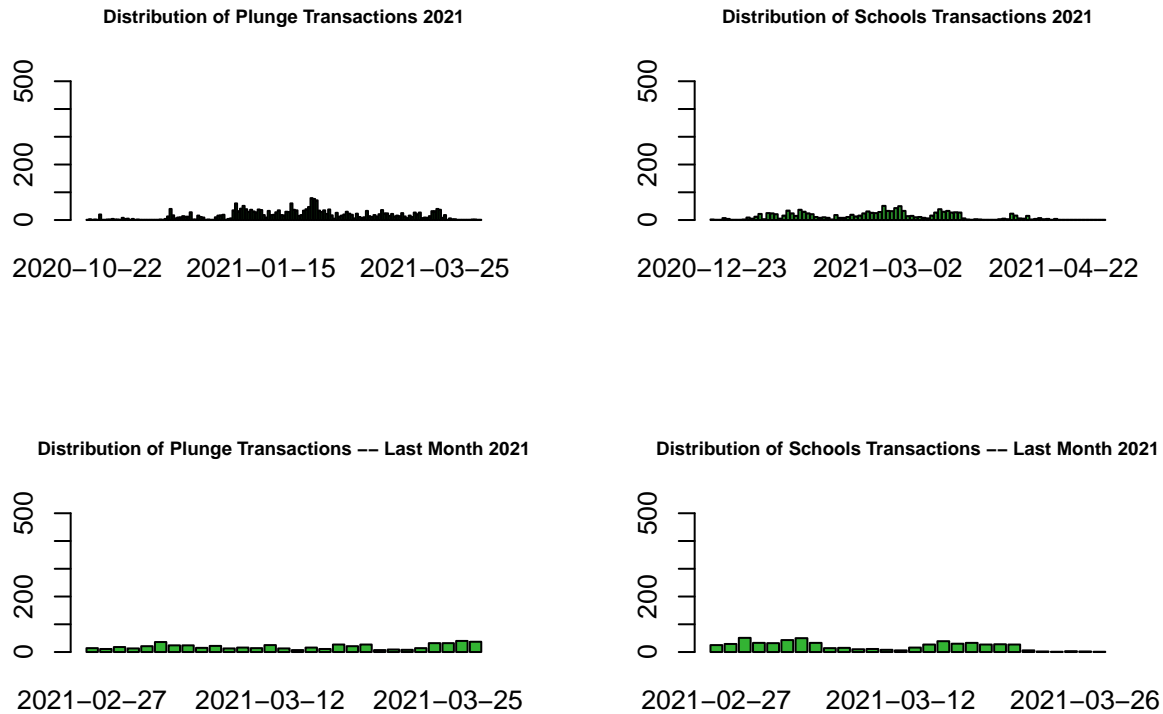 Distribution of Plunge Transactions 2021
500
200
0
2020−10−22 2021−01−15 2021−03−25
Distribution of Schools Transactions 2021
500
200
0
2020−12−23 2021−03−02 2021−04−22
Distribution of Plunge Transactions −− Last Month 2021
500
200
0
2021−02−27 2021−03−12 2021−03−25
Distribution of Schools Transactions −− Last Month 2021
500
200
0
2021−02−27 2021−03−12 2021−03−26